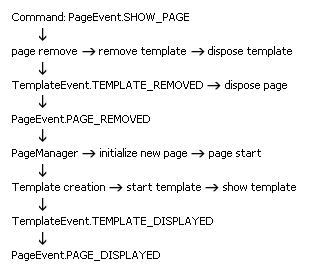 Command: PageEvent.SHOW_PAGE
page remove → remove template → dispose template
TemplateEvent.TEMPLATE_REMOVED → dispose page
PageEvent.PAGE_REMOVED
PageManager → initialize new page → page start
Template creation → start template → show template
TemplateEvent.TEMPLATE_DISPLAYED
PageEvent.PAGE_DISPLAYED